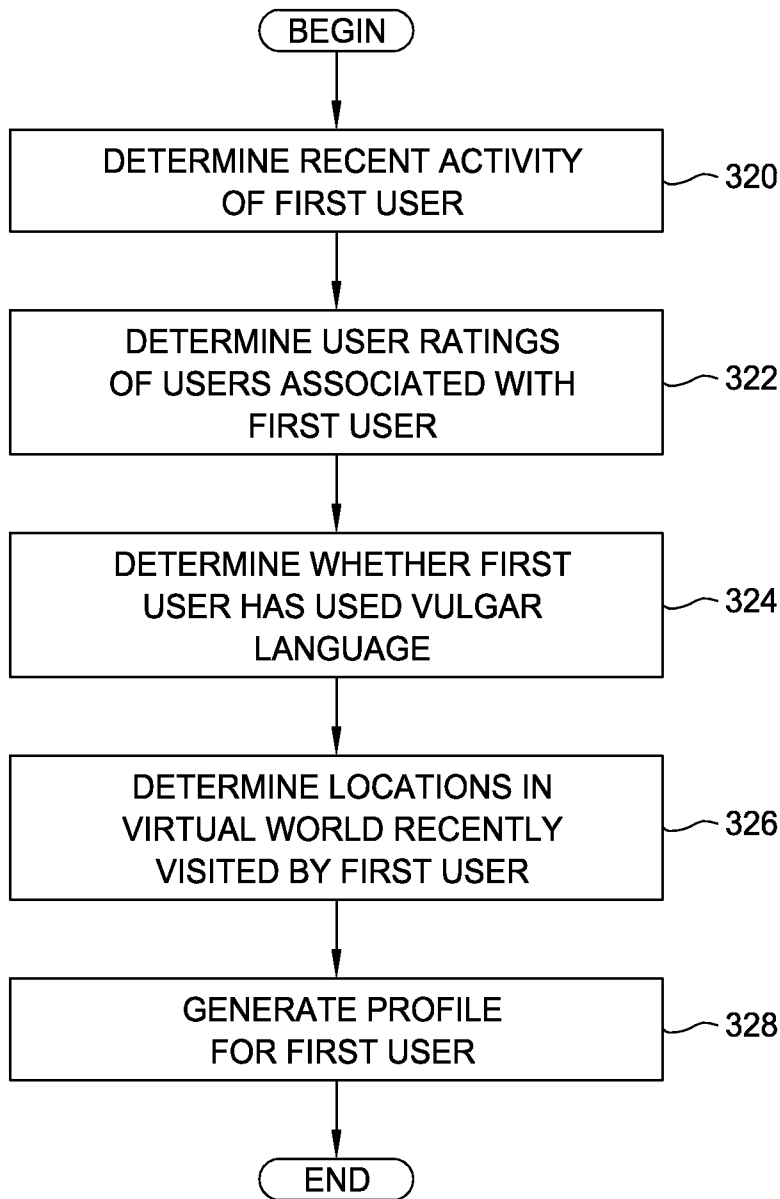 BEGIN
DETERMINE RECENT ACTIVITY
OF FIRST USER
320
DETERMINE USER RATINGS
OF USERS ASSOCIATED WITH
FIRST USER
322
DETERMINE WHETHER FIRST
USER HAS USED VULGAR
LANGUAGE
324
DETERMINE LOCATIONS IN
VIRTUAL WORLD RECENTLY
VISITED BY FIRST USER
326
GENERATE PROFILE
FOR FIRST USER
328
END